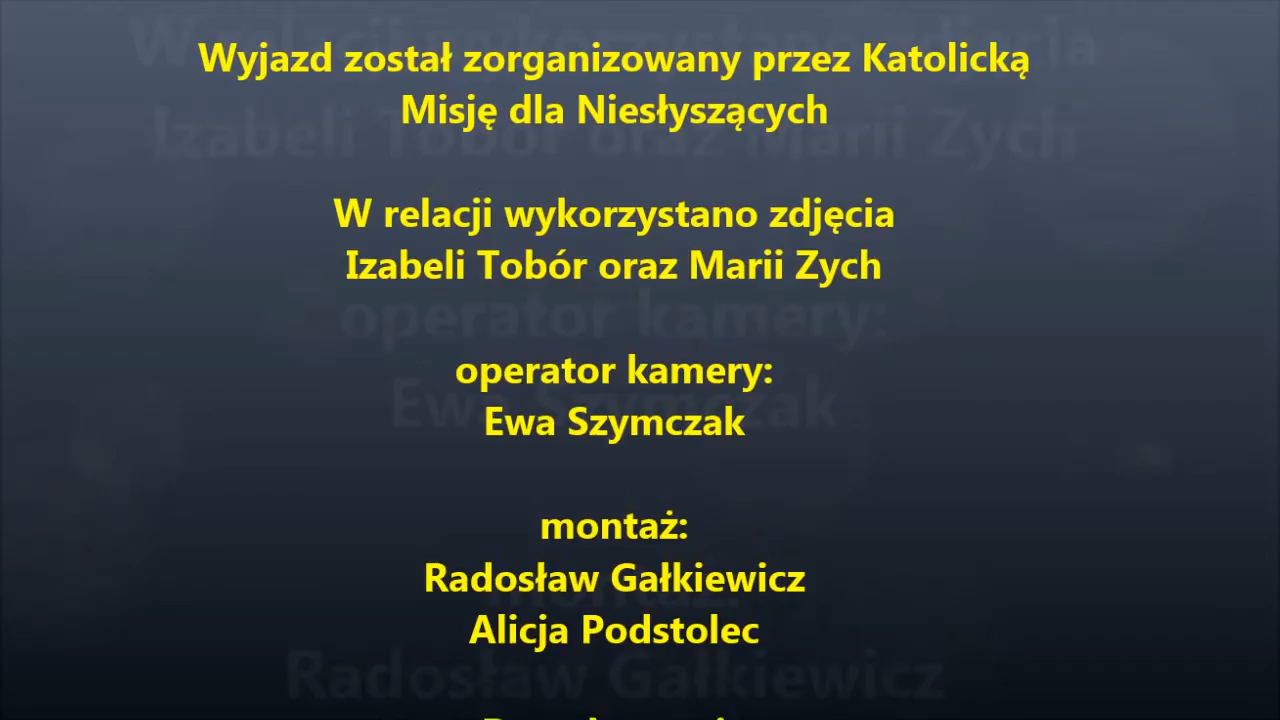 Wyjazd został zorganizowany przez Katolicką
Misję dla Niesłyszących
W relacji wykorzystano zdjęcia
Izabeli Tobór oraz Marii Zych
operator kamery:
Ewa Szymczak
montaż:
Radosław Gałkiewicz
Alicja Podstolec